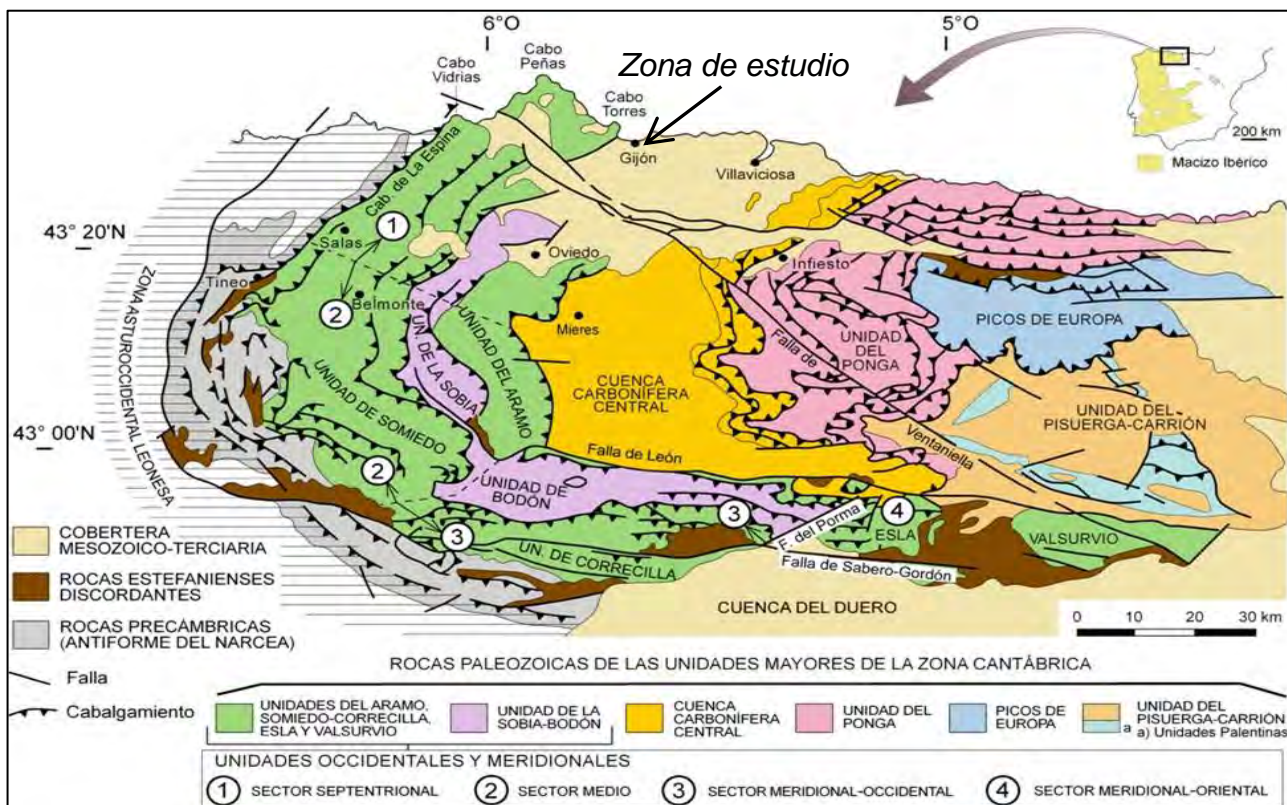 6°O
5°O
Cabo
Vidrias
Cabo
Peñas
Cabo
Torres
Zona de estudio
Gijón
Villaviciosa
200 km
Macizo Ibérico
Cab. de La Espina
1
43° 20'N
Salas
Oviedo
Infiesto
Tineo
2
Belmonte
Mieres
ZONA ASTUROCCIDENTAL LEONESA
UN. DE LA SOBIA
UNIDAD DEL ARAMO
UNIDAD DE SOMIEDO
CUENCA
CARBONÍFERA
CENTRAL
Falla de
Ventaniella
UNIDAD
DEL
PONGA
PICOS DE EUROPA
UNIDAD DEL
PISUERGA-CARRIÓN
43° 00'N
Falla de León
2
UNIDAD DE
BODÓN
3
3
4
F. del Porma
ESLA
VALSURVIO
UN. DE CORRECILLA
Falla de Sabero-Gordón
CUENCA DEL DUERO
0 10 20 30 km
COBERTERA
MESOZOICO-TERCIARIA
ROCAS ESTEFANIENSES
DISCORDANTES
ROCAS PRECÁMBRICAS
(ANTIFORME DEL NARCEA)
Falla
Cabalgamiento
ROCAS PALEOZOICAS DE LAS UNIDADES MAYORES DE LA ZONA CANTÁBRICA
UNIDADES DEL ARAMO,
SOMIEDO-CORRECILLA,
ESLA Y VALSURVIO
UNIDAD DE LA
SOBIA-BODÓN
CUENCA
CARBONÍFERA
CENTRAL
UNIDAD DEL
PONGA
PICOS DE
EUROPA
UNIDAD DEL
PISUERGA-CARRIÓN
a a) Unidades Palentinas
UNIDADES OCCIDENTALES Y MERIDIONALES
1 SECTOR SEPTENTRIONAL
2 SECTOR MEDIO
3 SECTOR MERIDIONAL-OCCIDENTAL
4 SECTOR MERIDIONAL-ORIENTAL